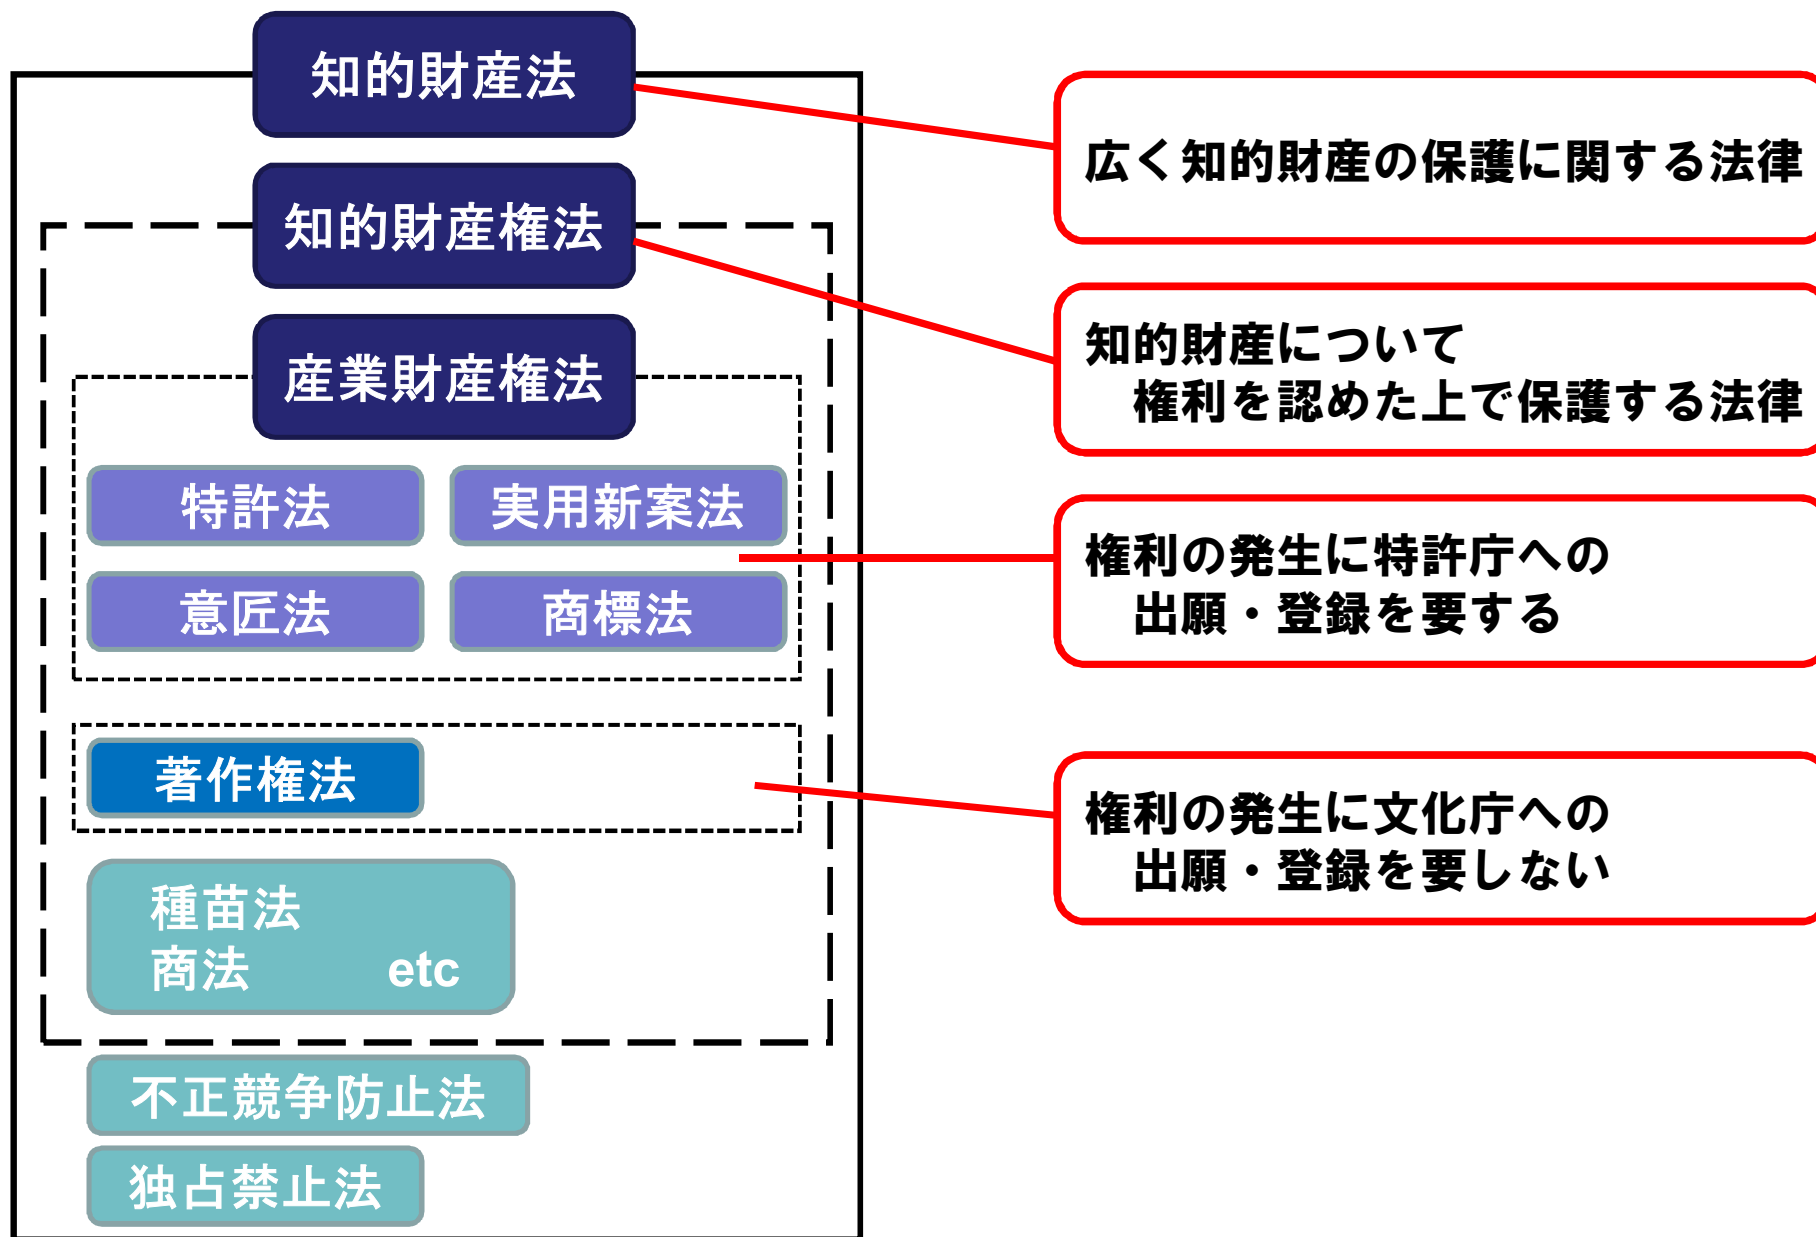 知的財産法
広く知的財産の保護に関する法律
知的財産権法
知的財産について
権利を認めた上で保護する法律
産業財産権法
特許法
実用新案法
意匠法
商標法
権利の発生に特許庁への
出願・登録を要する
著作権法
権利の発生に文化庁への
出願・登録を要しない
種苗法
商法 etc
不正競争防止法
独占禁止法